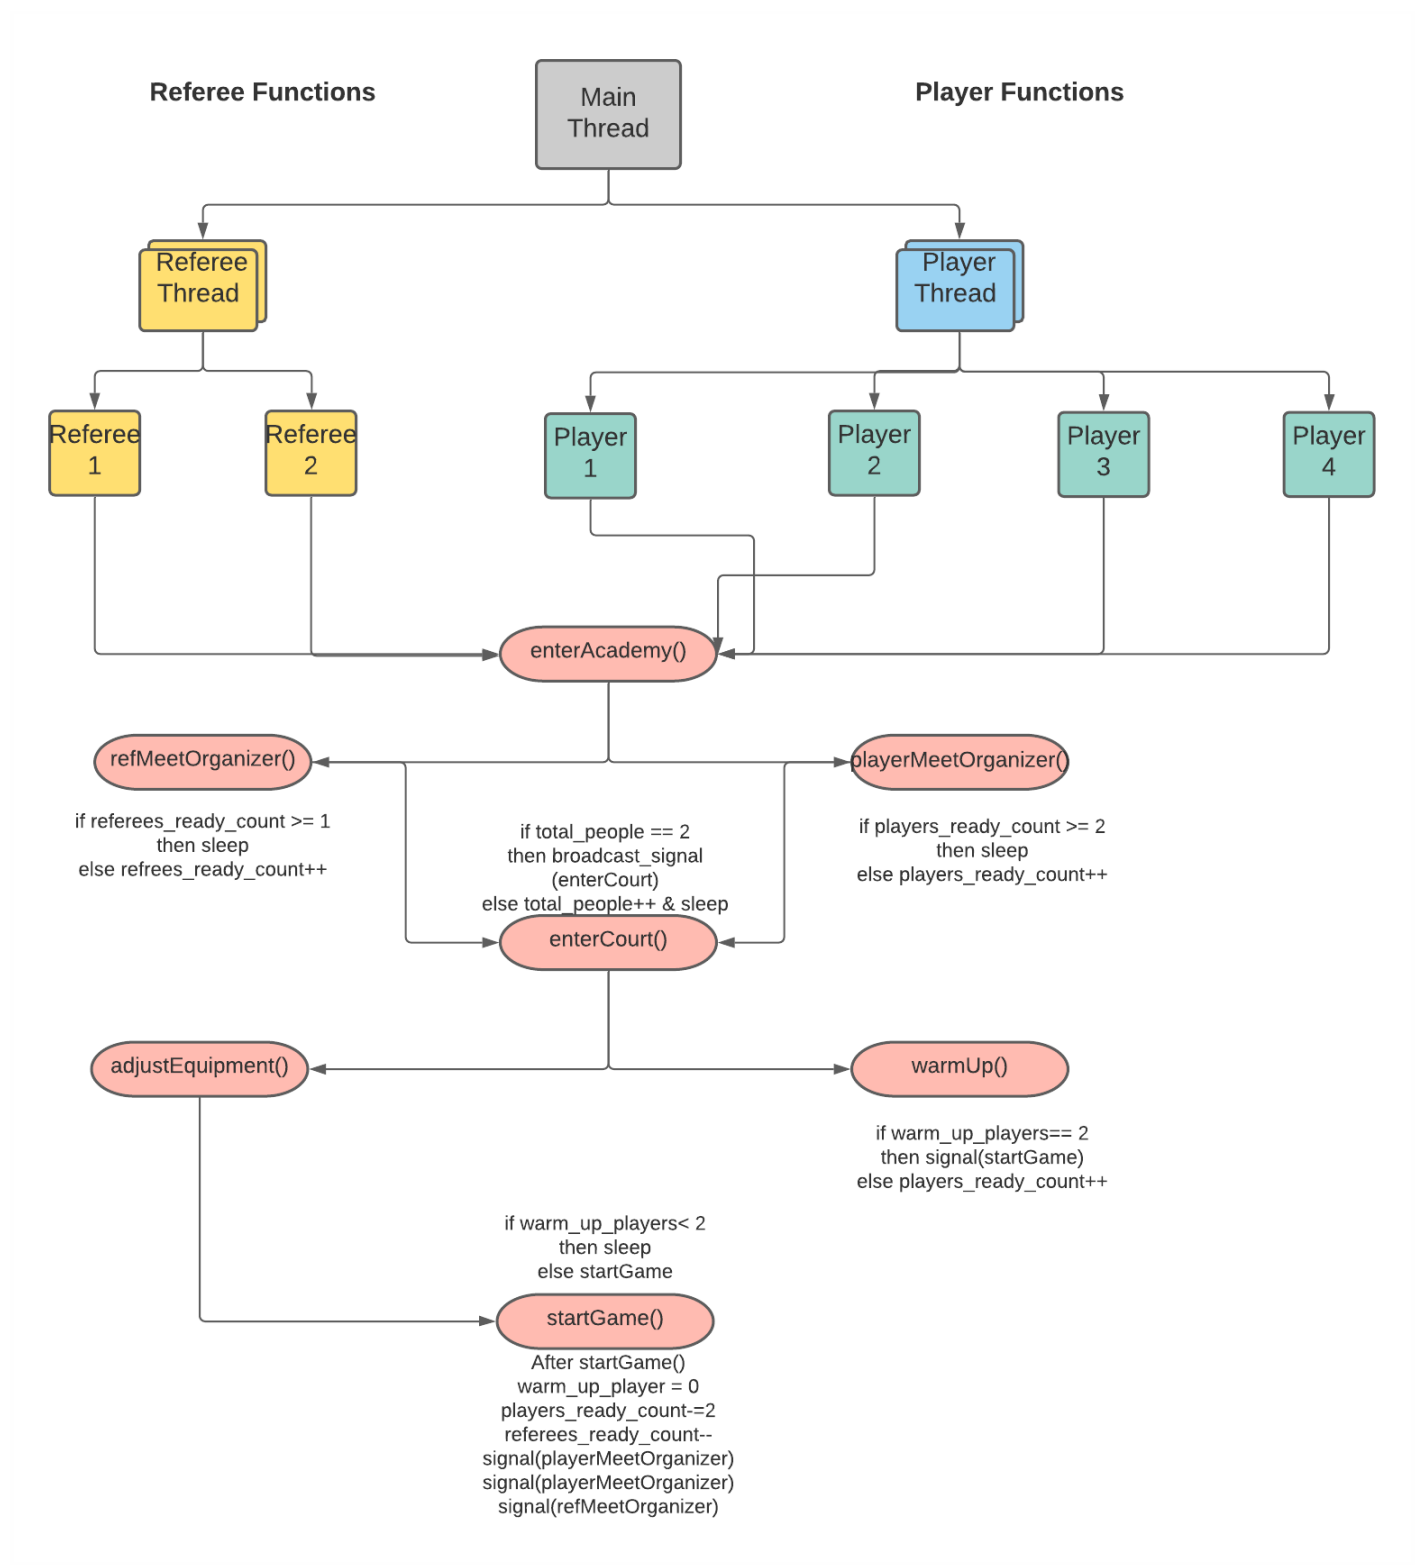 Referee Functions
Main
Thread
Player Functions
Referee
Thread
Player
Thread
Referee
1
Referee
2
Player
1
Player
2
Player
3
Player
4
enterAcademy()
refMeetOrganizer()
if referees_ready_count >= 1
then sleep
else refrees_ready_count++
playerMeetOrganizer()
if players_ready_count >= 2
then sleep
else players_ready_count++
if total_people == 2
then broadcast_signal
(enterCourt)
else total_people++ & sleep
enterCourt()
adjustEquipment()
warmUp()
if warm_up_players== 2
then signal(startGame)
else players_ready_count++
if warm_up_players< 2
then sleep
else startGame
startGame()
After startGame()
warm_up_player = 0
players_ready_count-=2
referees_ready_count--
signal(playerMeetOrganizer)
signal(playerMeetOrganizer)
signal(refMeetOrganizer)